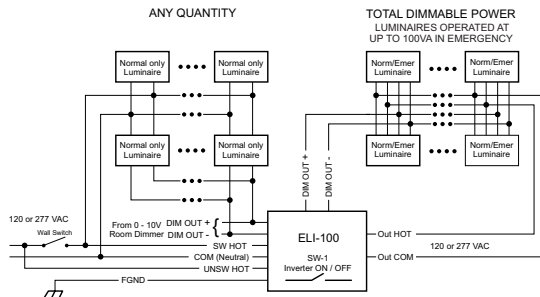 ANY QUANTITY
TOTAL DIMMABLE POWER
LUMINAIRES OPERATED AT
UP TO 100VA IN EMERGENCY
Normal only
Luminaire
Normal only
Luminaire
Norm/Emer
Luminaire
Norm/Emer
Luminaire
Normal only
Luminaire
Normal only
Luminaire
Norm/Emer
Luminaire
Norm/Emer
Luminaire
DIM OUT +
DIM OUT -
120 or 277 VAC
Wall Switch
From 0 - 10V
Room Dimmer
DIM OUT +
DIM OUT -
SW HOT
COM (Neutral)
UNSW HOT
FGND
ELI-100
SW-1
Inverter ON / OFF
Out HOT
120 or 277 VAC
Out COM